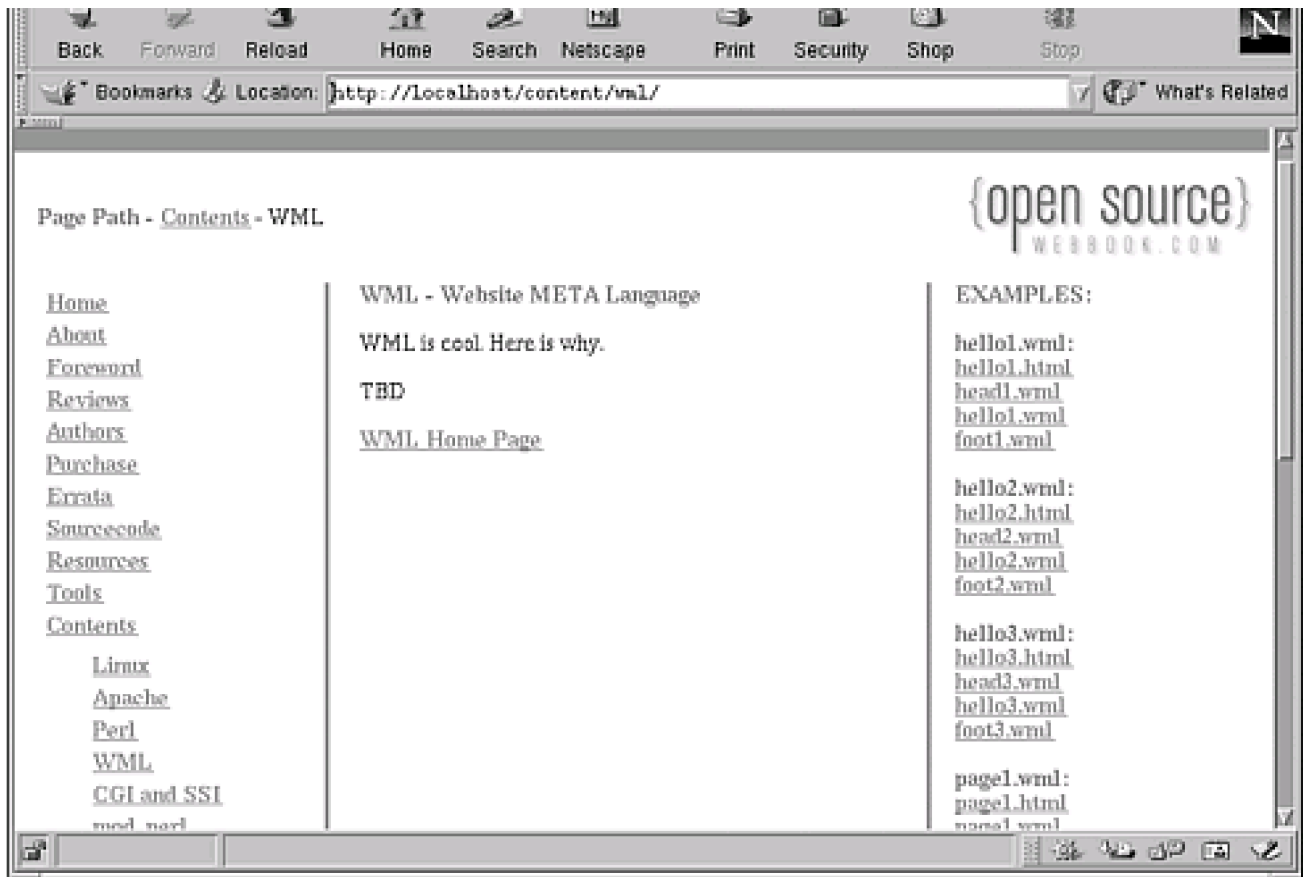 Back Forward Reload Home Search Netscape Print Security Shop Stop
N
Bookmarks Location: http://localhost/content/wml/ What's Related
{open source}
WEBBOOK.COM
Page Path - Contents - WML
Home
About
Foreword
Reviews
Authors
Purchase
Errata
Sourcecode
Resources
Tools
Contents
Linux
Apache
Perl
WML
CGI and SSI
mod_perl
WML - Website META Language
WML is cool. Here is why.
TBD
WML Home Page
EXAMPLES:
hello1.wml:
hello1.html
head1.wml
hello1.wml
foot1.wml
hello2.wml:
hello2.html
head2.wml
hello2.wml
foot2.wml
hello3.wml:
hello3.html
head3.wml
hello3.wml
foot3.wml
page1.wml:
page1.html
page1.wml